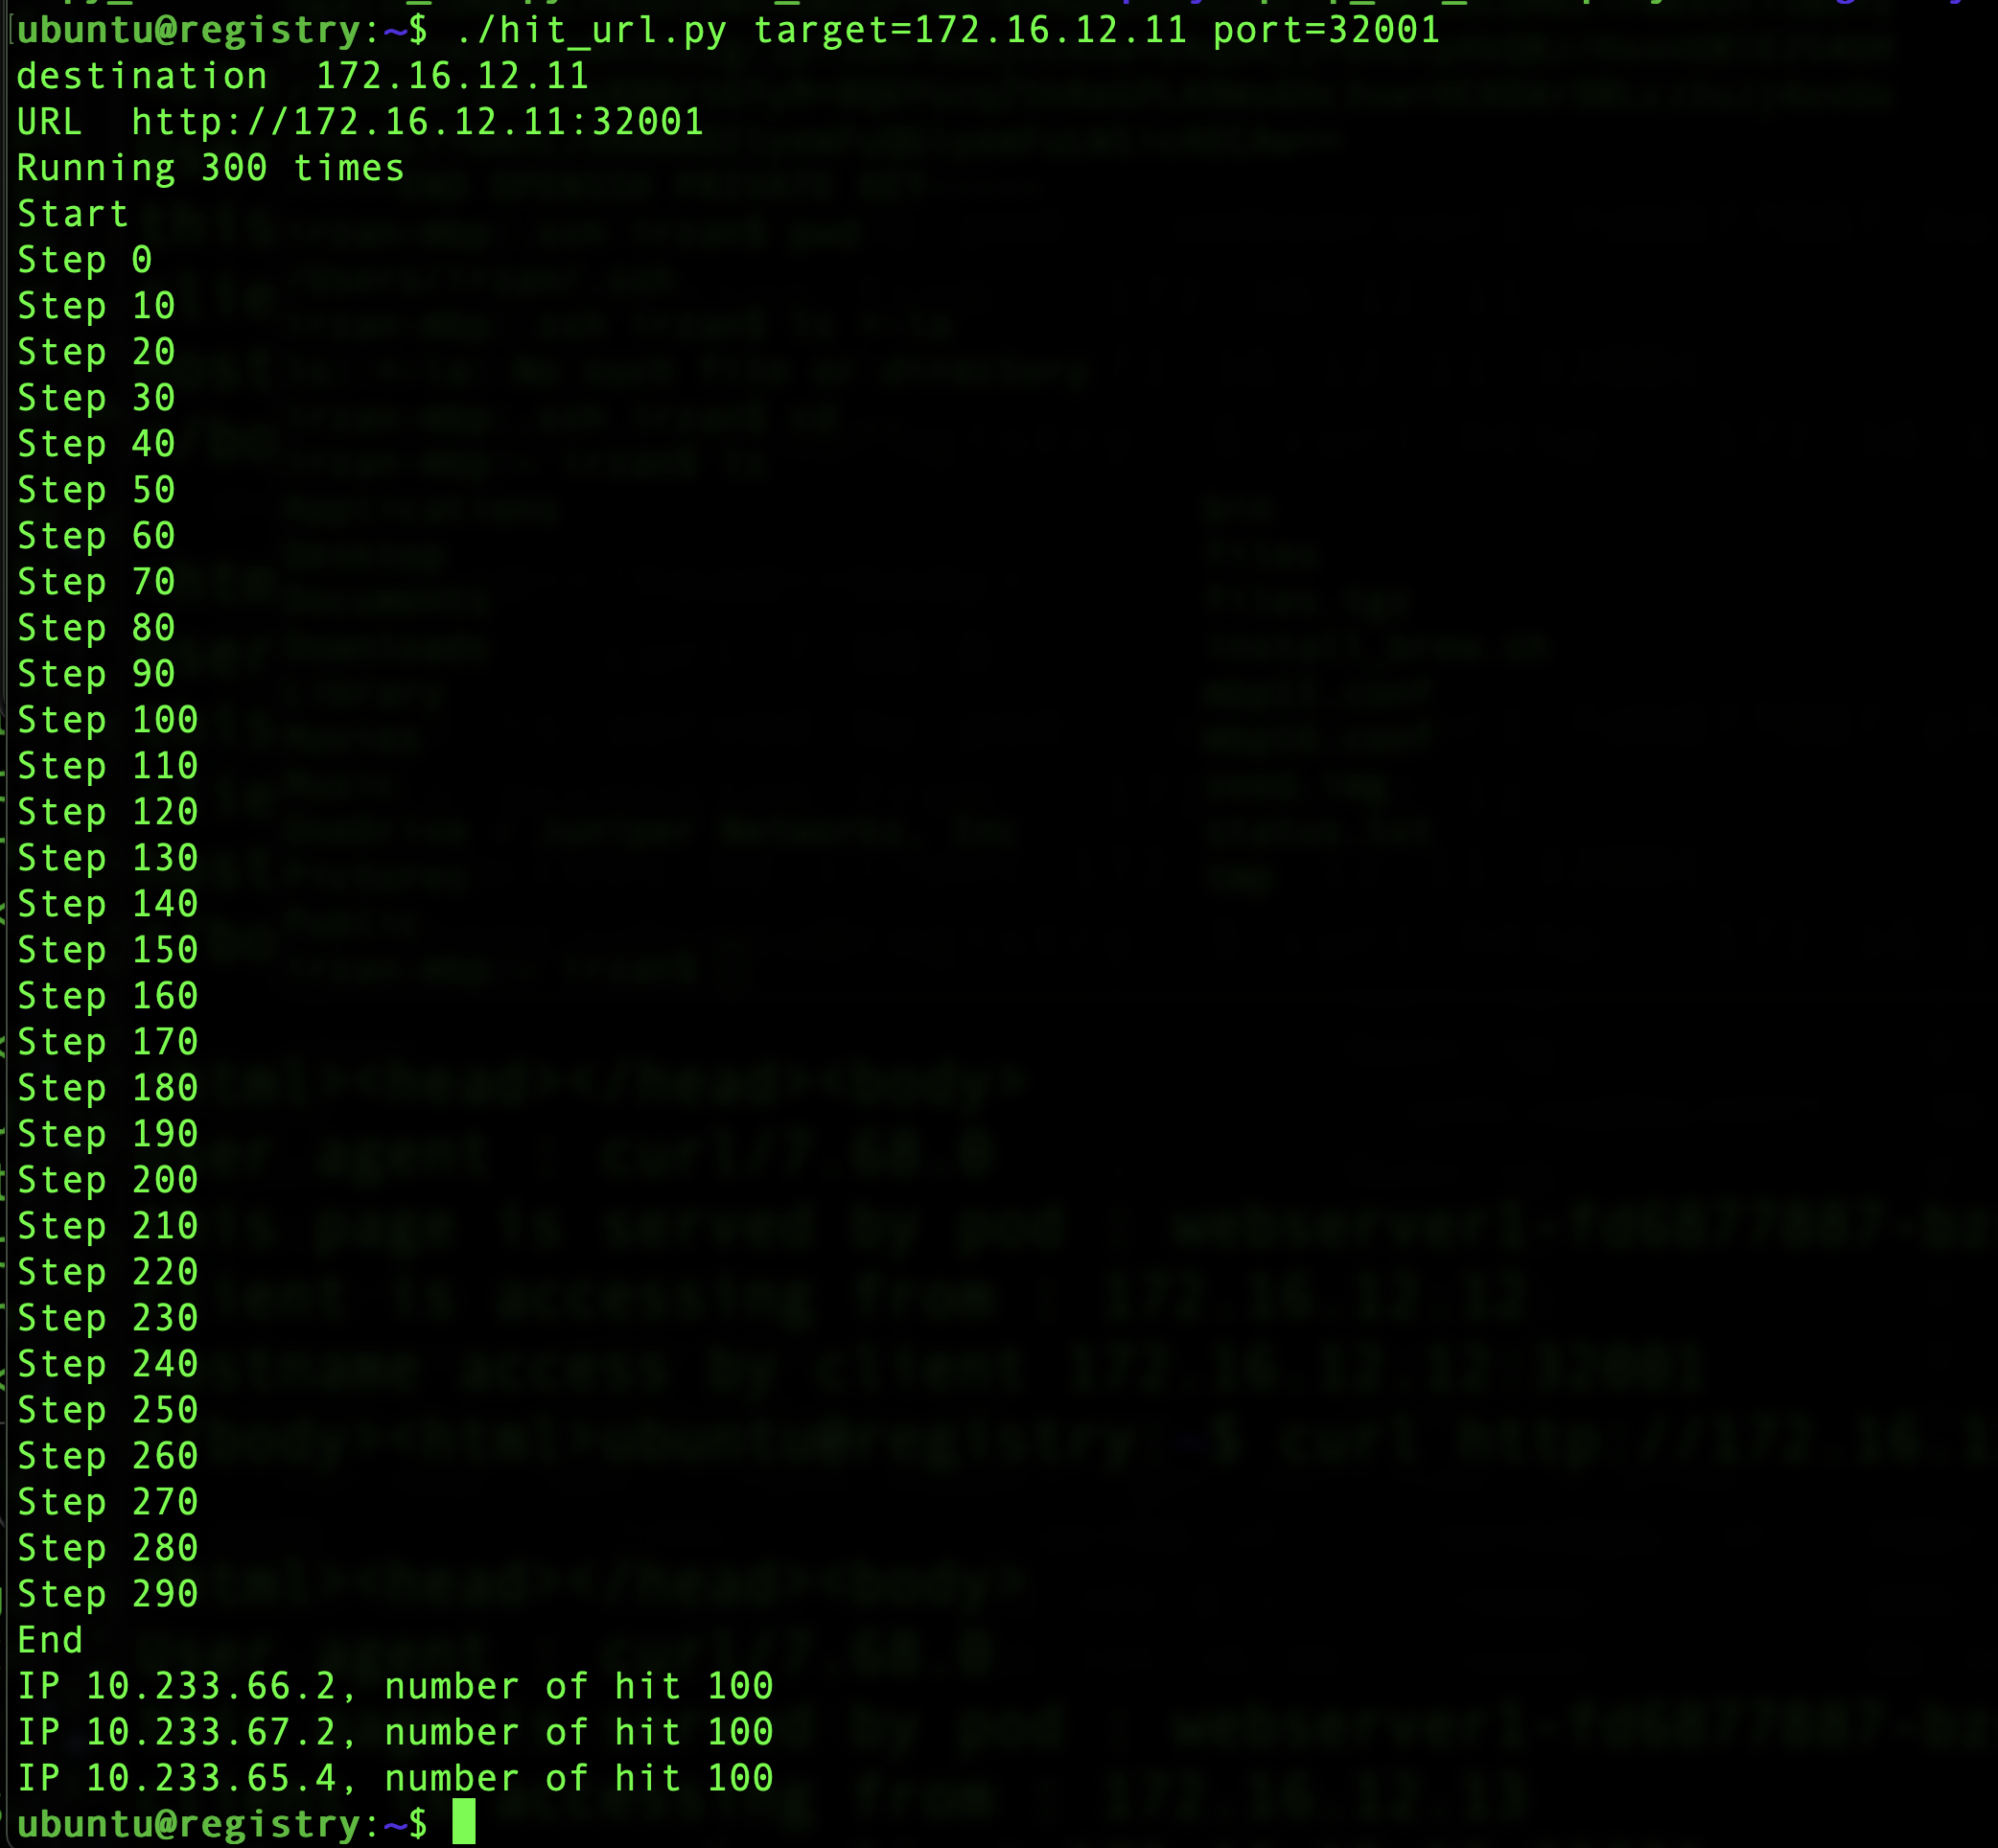 ubuntu@registry:~$ ./hit_url.py target=172.16.12.11 port=32001
destination  172.16.12.11
URL  http://172.16.12.11:32001
Running 300 times
Start
Step 0
Step 10
Step 20
Step 30
Step 40
Step 50
Step 60
Step 70
Step 80
Step 90
Step 100
Step 110
Step 120
Step 130
Step 140
Step 150
Step 160
Step 170
Step 180
Step 190
Step 200
Step 210
Step 220
Step 230
Step 240
Step 250
Step 260
Step 270
Step 280
Step 290
End
IP 10.233.66.2, number of hit 100
IP 10.233.67.2, number of hit 100
IP 10.233.65.4, number of hit 100
ubuntu@registry:~$